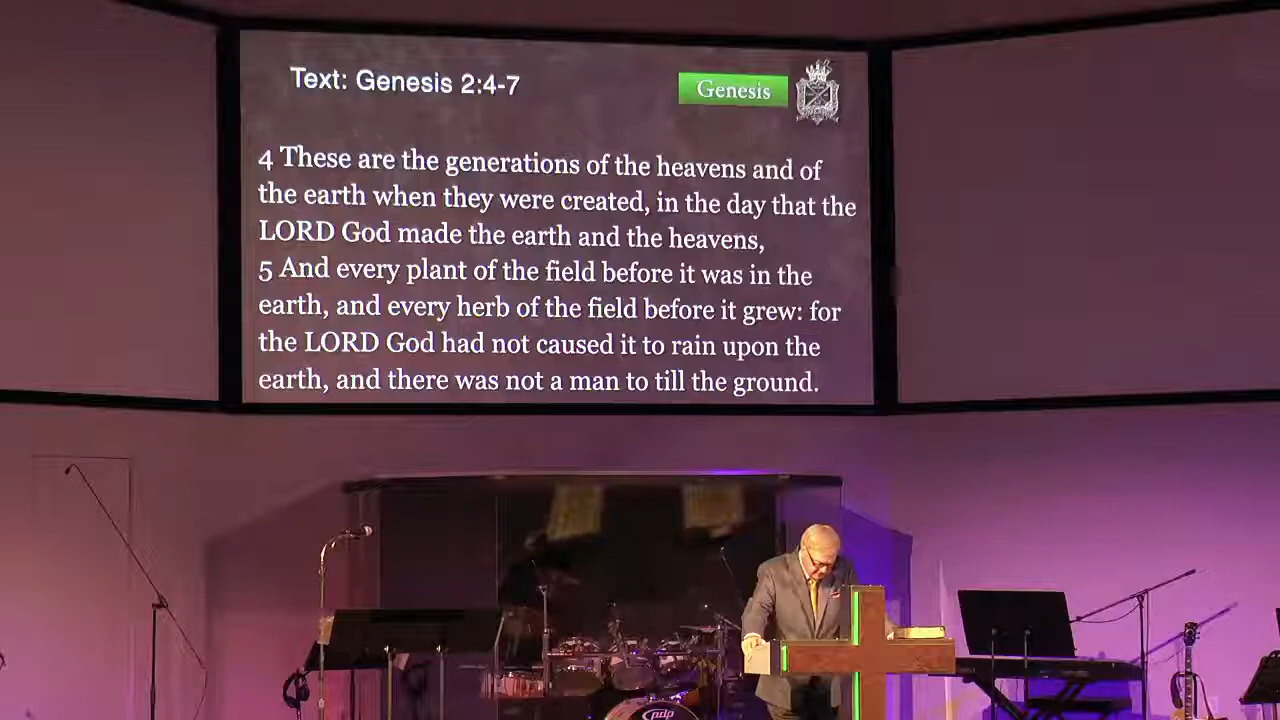 Text: Genesis 2:4-7
Genesis
4 These are the generations of the heavens and of
the earth when they were created, in the day that the
LORD God made the earth and the heavens,
5 And every plant of the field before it was in the
earth, and every herb of the field before it grew: for
the LORD God had not caused it to rain upon the
earth, and there was not a man to till the ground.
pdp